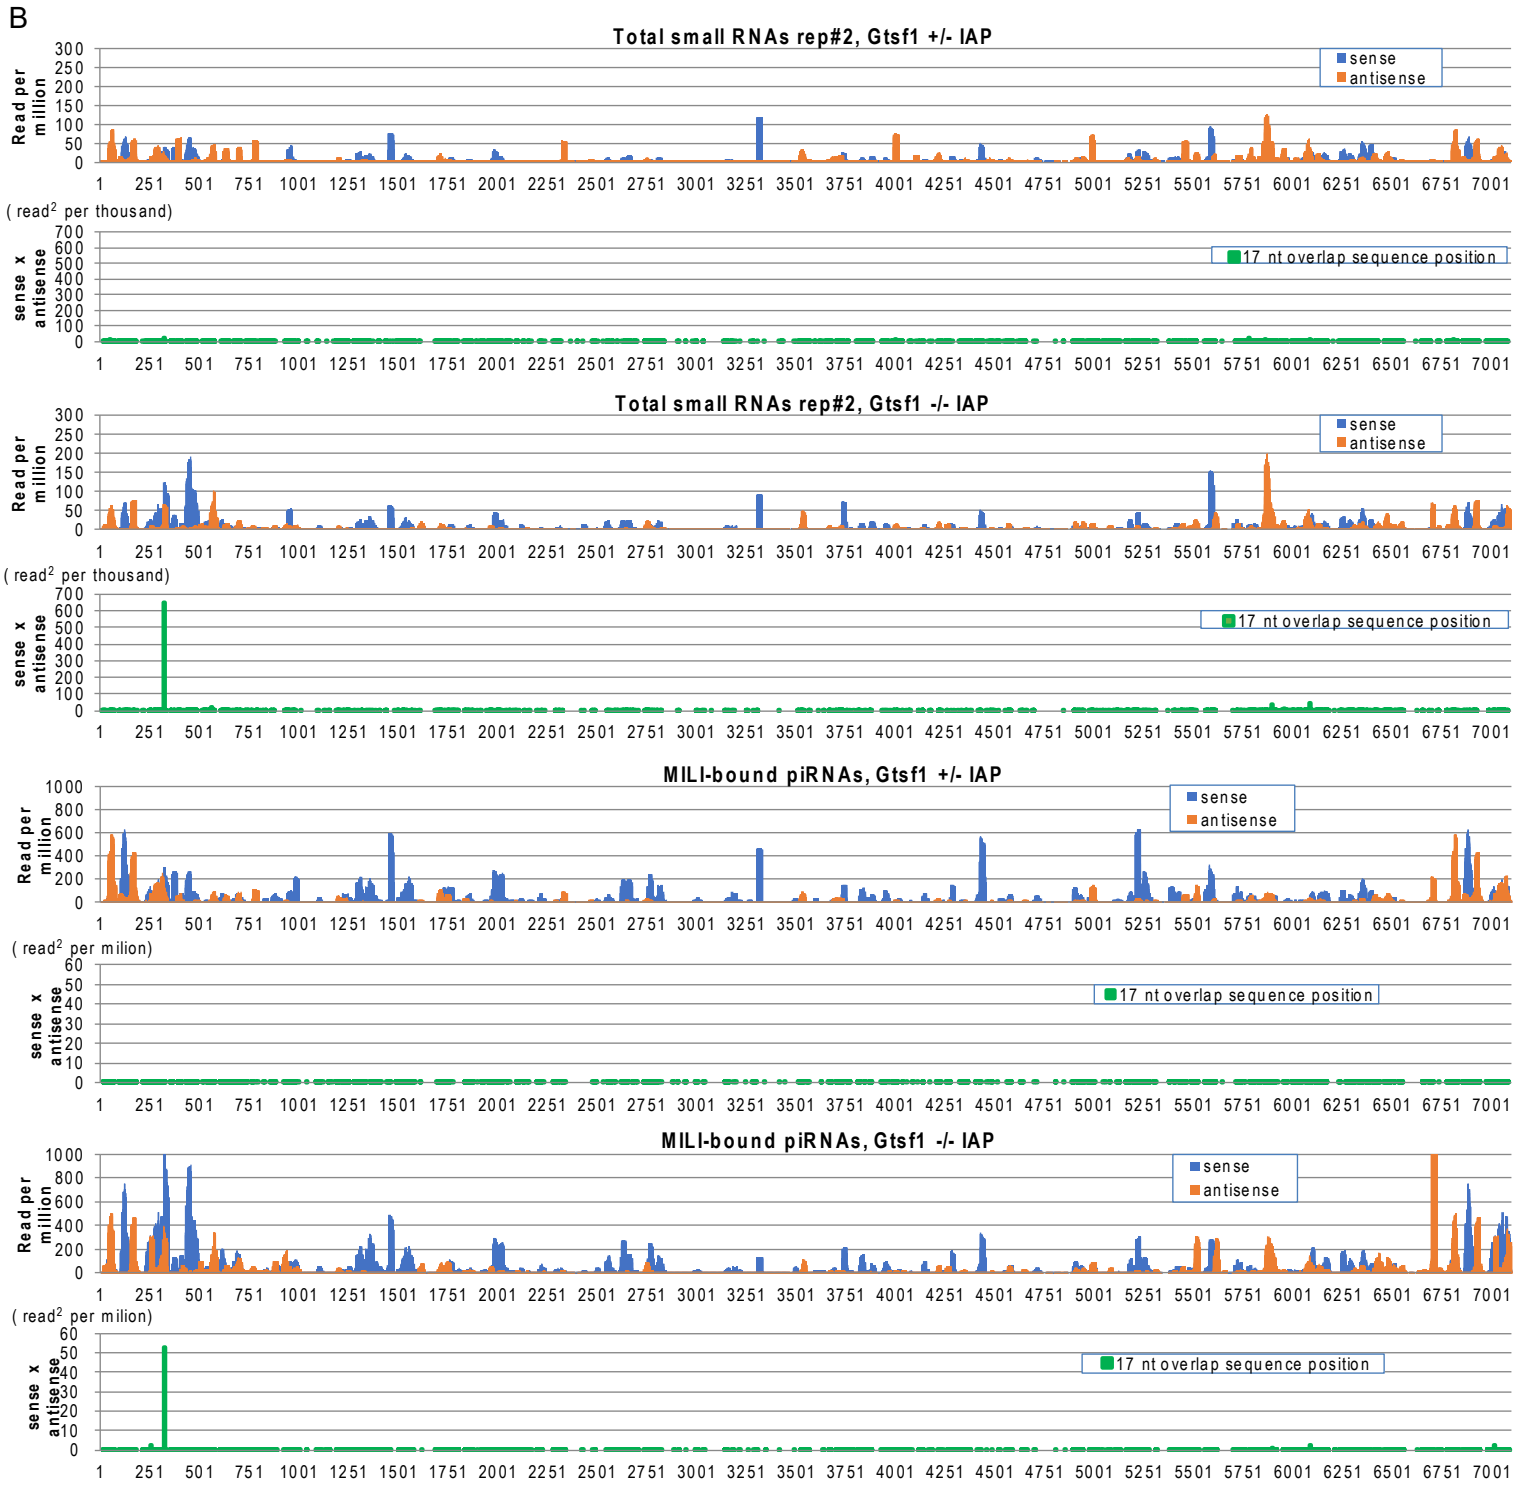 B
Total small RNAs rep#2, Gtsf1 +/- IAP
Read per
million
300
250
200
150
100
50
0
sense
antisense
1 251 501 751 1001 1251 1501 1751 2001 2251 2501 2751 3001 3251 3501 3751 4001 4251 4501 4751 5001 5251 5501 5751 6001 6251 6501 6751 7001
( read² per thousand)
sense x
antisense
700
600
500
400
300
200
100
0
17 nt overlap sequence position
1 251 501 751 1001 1251 1501 1751 2001 2251 2501 2751 3001 3251 3501 3751 4001 4251 4501 4751 5001 5251 5501 5751 6001 6251 6501 6751 7001
Total small RNAs rep#2, Gtsf1 -/- IAP
Read per
million
300
250
200
150
100
50
0
sense
antisense
1 251 501 751 1001 1251 1501 1751 2001 2251 2501 2751 3001 3251 3501 3751 4001 4251 4501 4751 5001 5251 5501 5751 6001 6251 6501 6751 7001
( read² per thousand)
sense x
antisense
700
600
500
400
300
200
100
0
17 nt overlap sequence position
1 251 501 751 1001 1251 1501 1751 2001 2251 2501 2751 3001 3251 3501 3751 4001 4251 4501 4751 5001 5251 5501 5751 6001 6251 6501 6751 7001
MILI-bound piRNAs, Gtsf1 +/- IAP
Read per
million
1000
800
600
400
200
0
sense
antisense
1 251 501 751 1001 1251 1501 1751 2001 2251 2501 2751 3001 3251 3501 3751 4001 4251 4501 4751 5001 5251 5501 5751 6001 6251 6501 6751 7001
( read² per milion)
sense x
antisense
60
50
40
30
20
10
0
17 nt overlap sequence position
1 251 501 751 1001 1251 1501 1751 2001 2251 2501 2751 3001 3251 3501 3751 4001 4251 4501 4751 5001 5251 5501 5751 6001 6251 6501 6751 7001
MILI-bound piRNAs, Gtsf1 -/- IAP
Read per
million
1000
800
600
400
200
0
sense
antisense
1 251 501 751 1001 1251 1501 1751 2001 2251 2501 2751 3001 3251 3501 3751 4001 4251 4501 4751 5001 5251 5501 5751 6001 6251 6501 6751 7001
( read² per milion)
sense x
antisense
60
50
40
30
20
10
0
17 nt overlap sequence position
1 251 501 751 1001 1251 1501 1751 2001 2251 2501 2751 3001 3251 3501 3751 4001 4251 4501 4751 5001 5251 5501 5751 6001 6251 6501 6751 7001